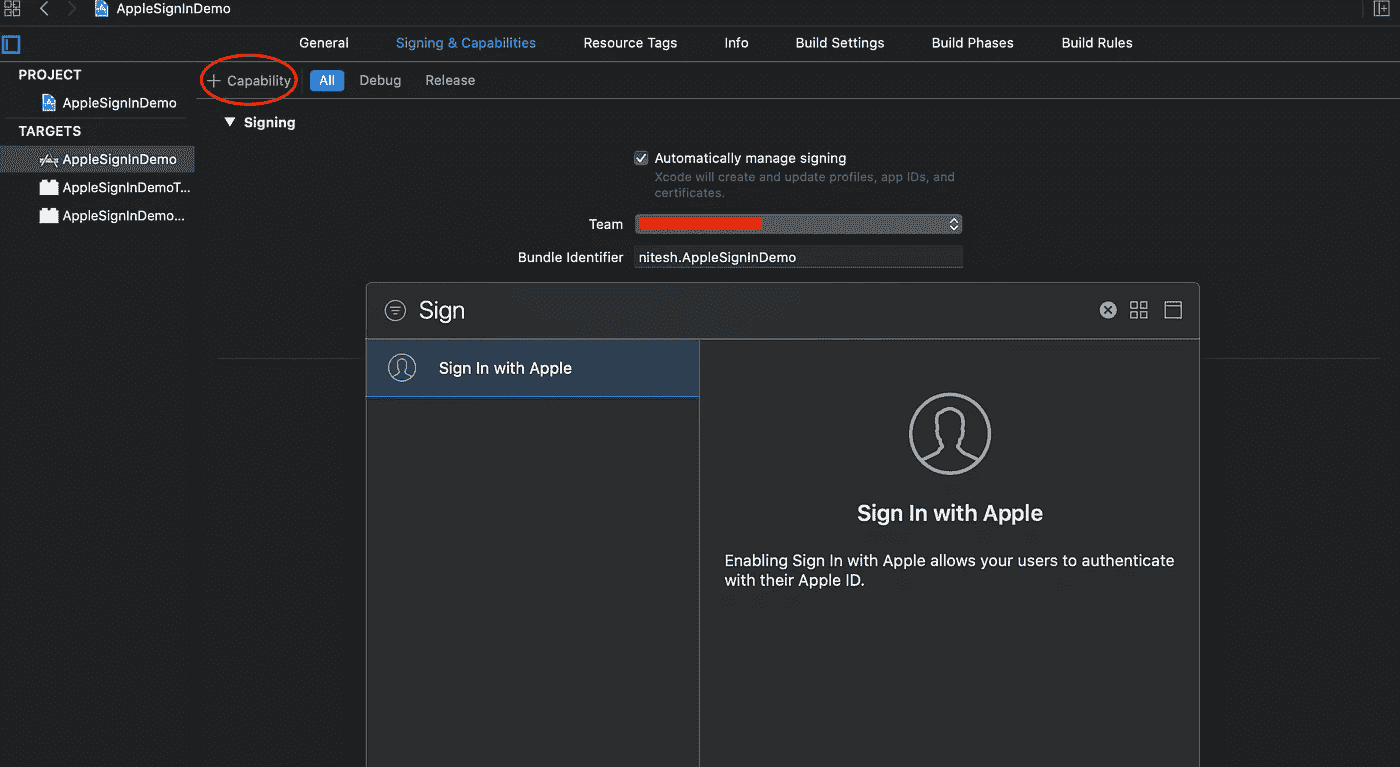 AppleSignInDemo
General Signing & Capabilities Resource Tags Info Build Settings Build Phases Build Rules
PROJECT
AppleSignInDemo
TARGETS
AppleSignInDemo
AppleSignInDemoT...
AppleSignInDemo...
+ Capability All Debug Release
Signing
Automatically manage signing
Xcode will create and update profiles, app IDs, and
certificates.
Team
Bundle Identifier nitesh.AppleSignInDemo
Sign
Sign In with Apple
Sign In with Apple
Enabling Sign In with Apple allows your users to authenticate
with their Apple ID.